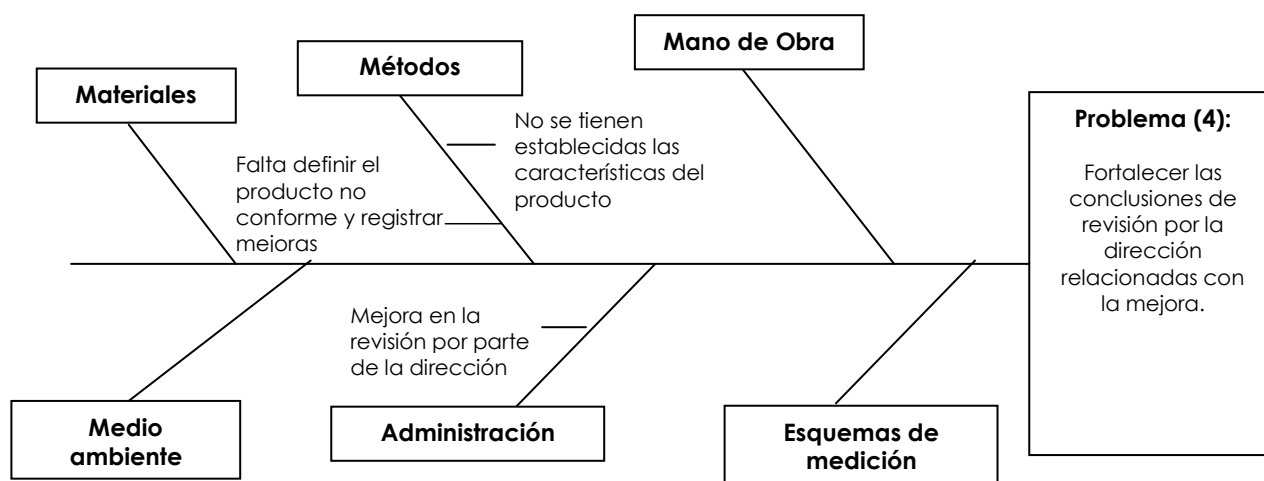 Mano de Obra
Métodos
Materiales
No se tienen
establecidas las
características del
producto
Falta definir el
producto no
conforme y registrar
mejoras
Problema (4):
Fortalecer las
conclusiones de
revisión por la
dirección
relacionadas con
la mejora.
Mejora en la
revisión por parte
de la dirección
Medio
ambiente
Administración
Esquemas de
medición